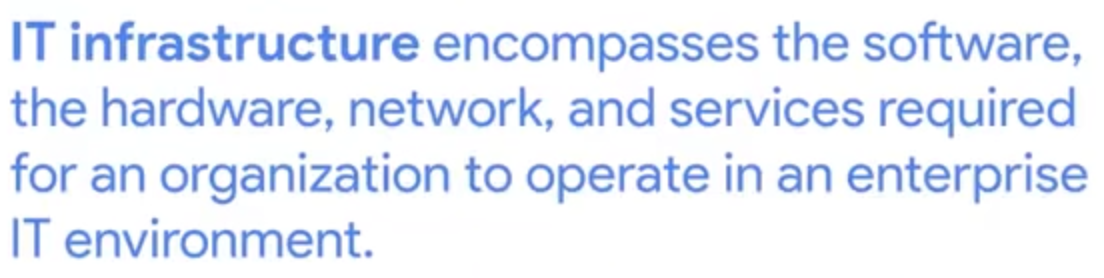 IT infrastructure encompasses the software,
the hardware, network, and services required
for an organization to operate in an enterprise
IT environment.